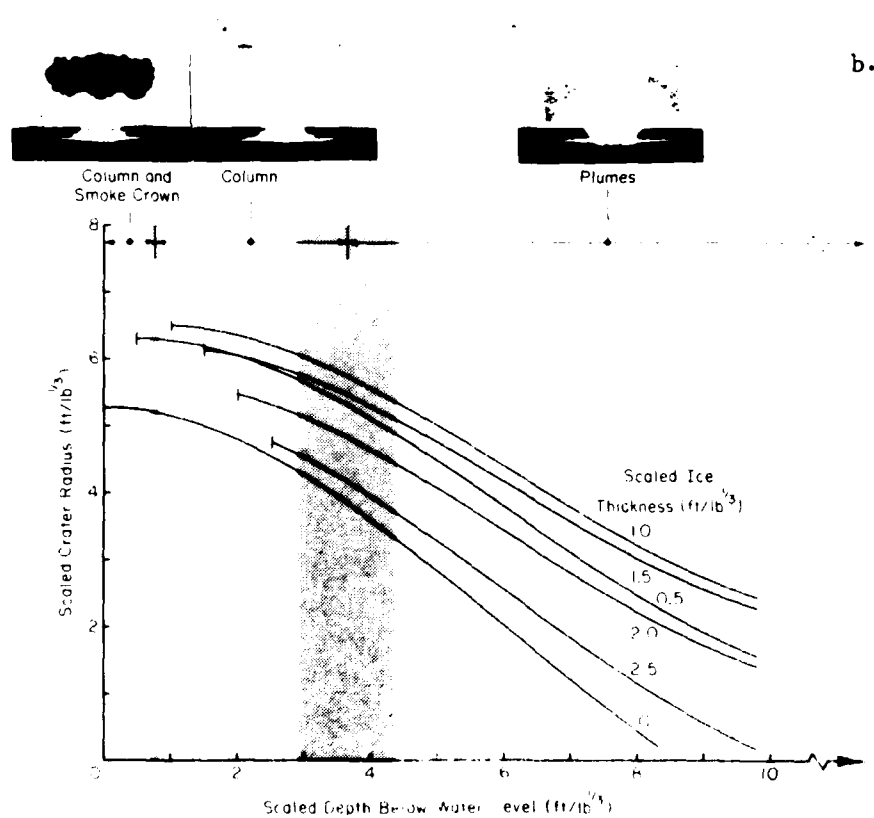 b.
Column and
Smoke Crown
Column
Plumes
8
6
4
2
0
Scaled Crater Radius (ft/lb^1/3)
Scaled Ice
Thickness (ft/lb^1/3)
1.0
1.5
0.5
2.0
2.5
0
0 2 4 6 8 10
Scaled Depth Below Water Level (ft/lb^1/3)